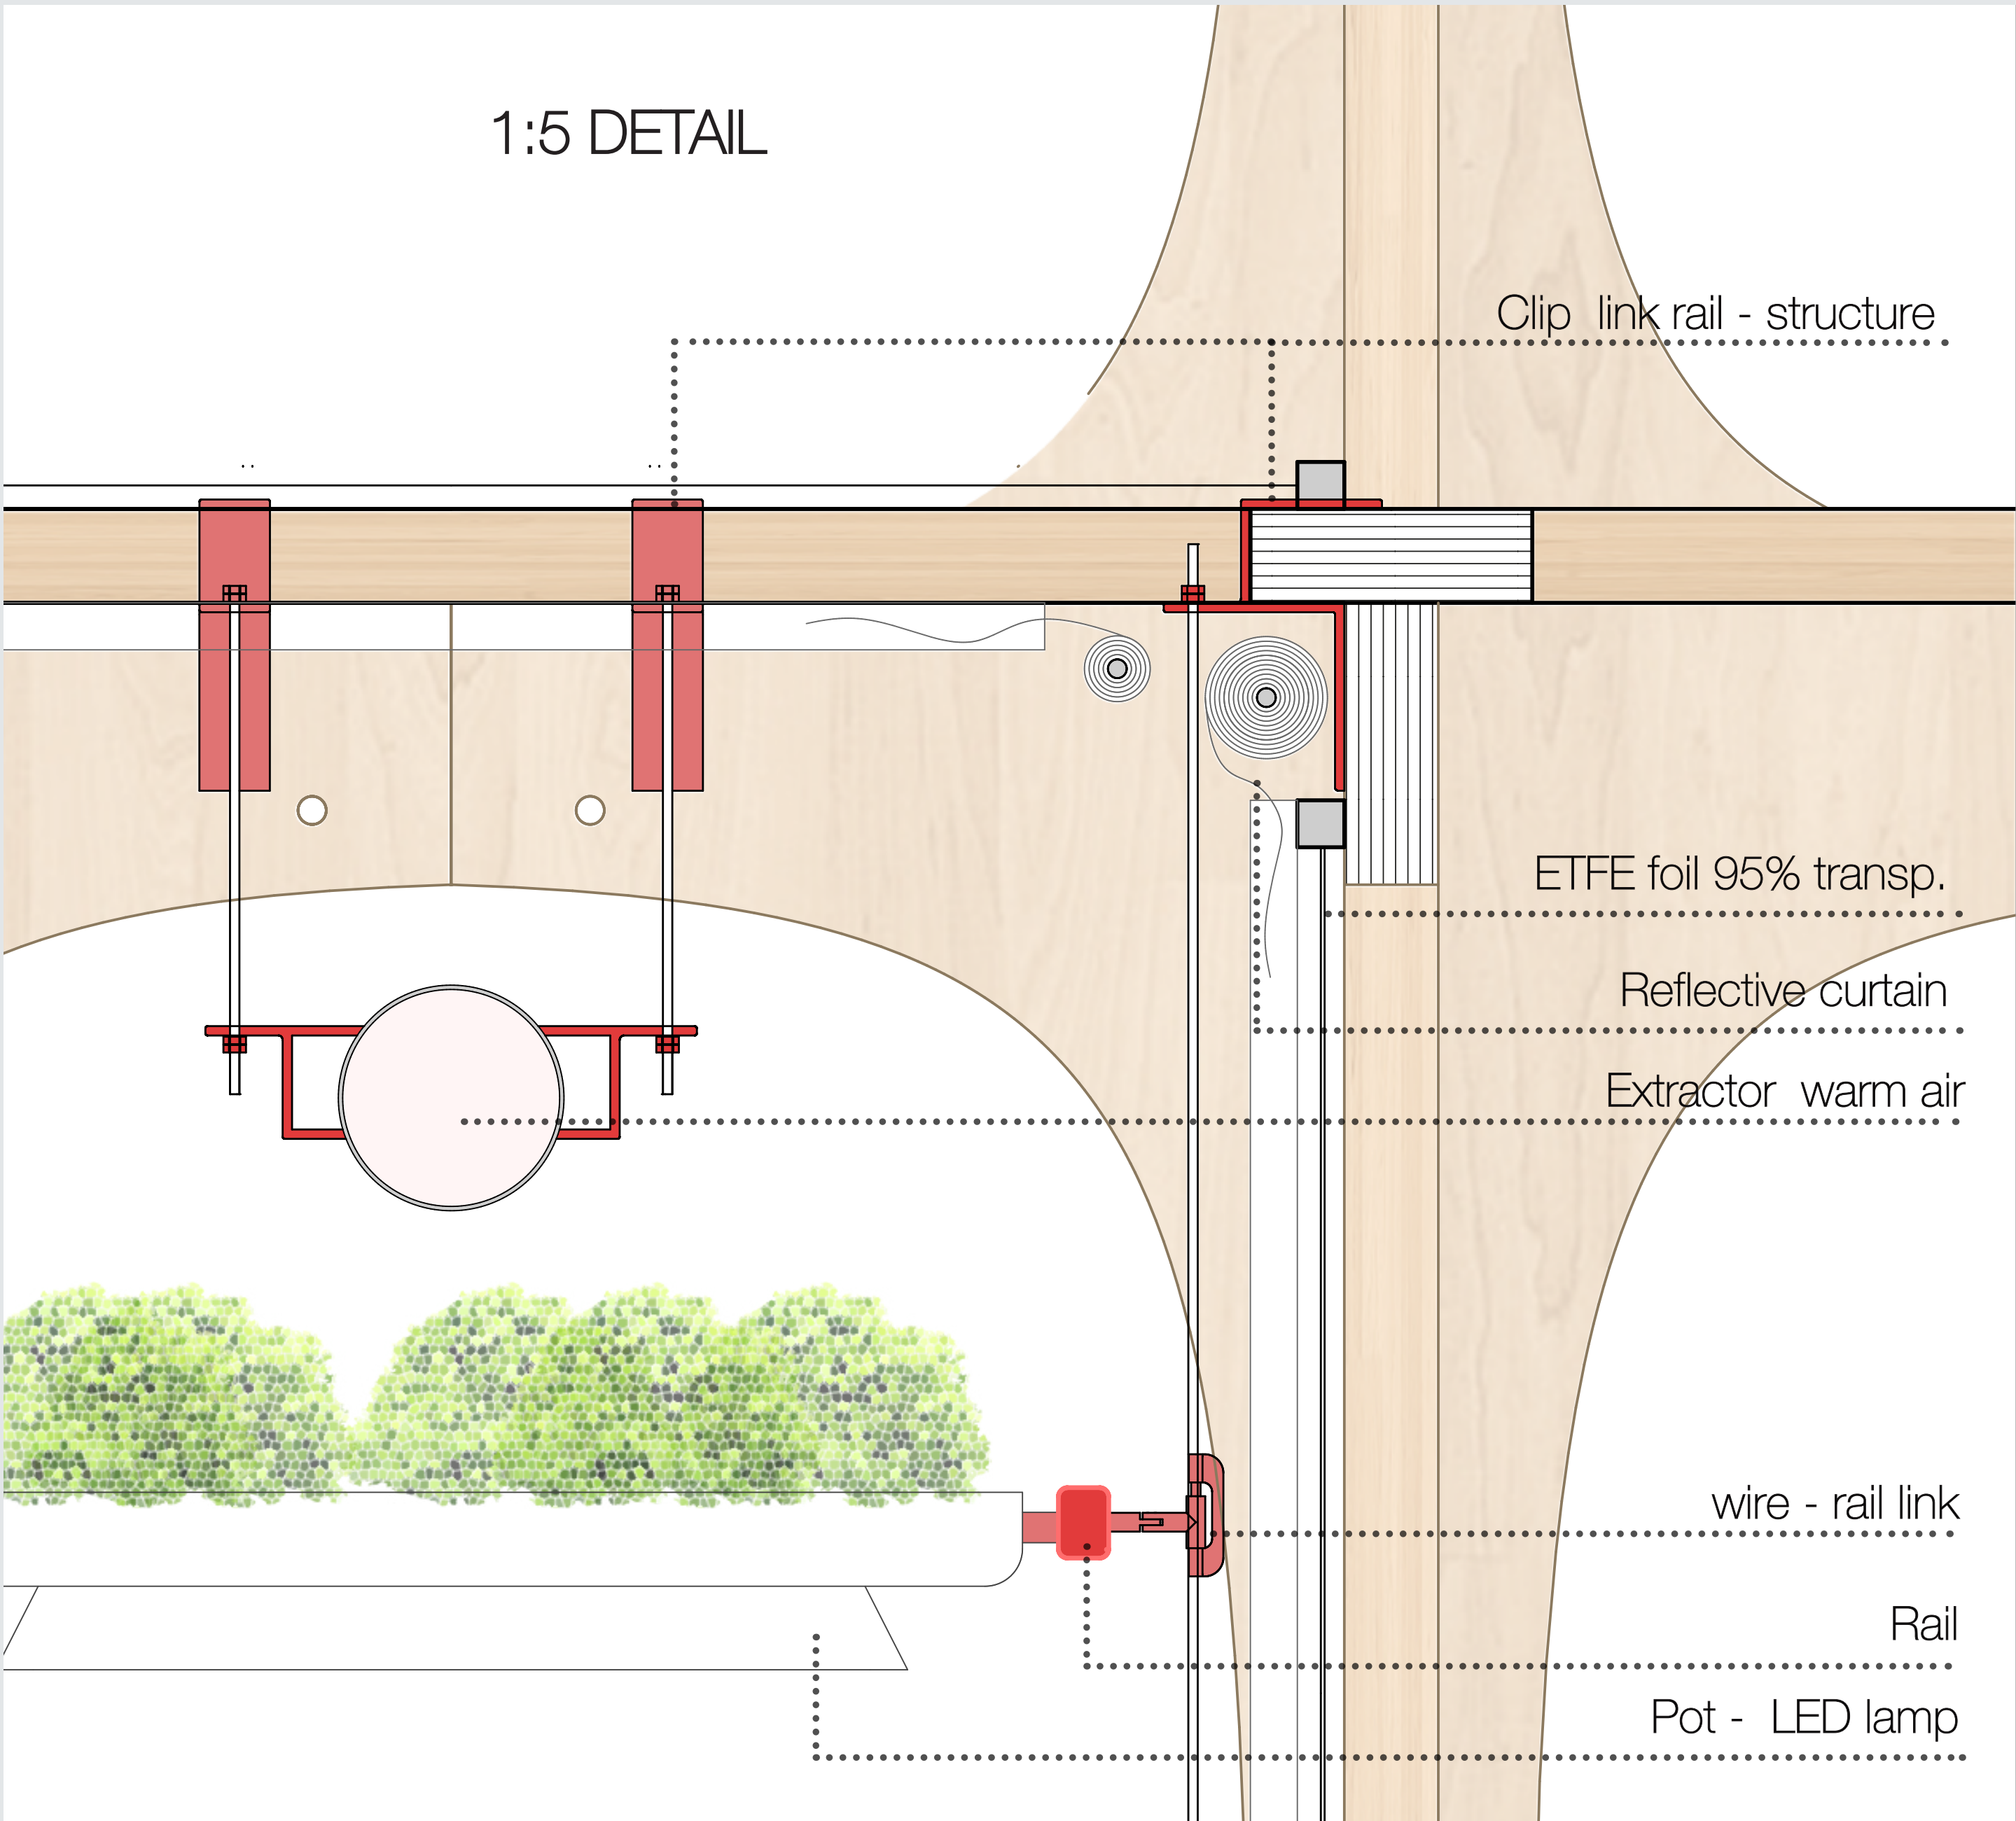 1:5 DETAIL
Clip link rail - structure
ETFE foil 95% transp.
Reflective curtain
Extractor warm air
wire - rail link
Rail
Pot - LED lamp